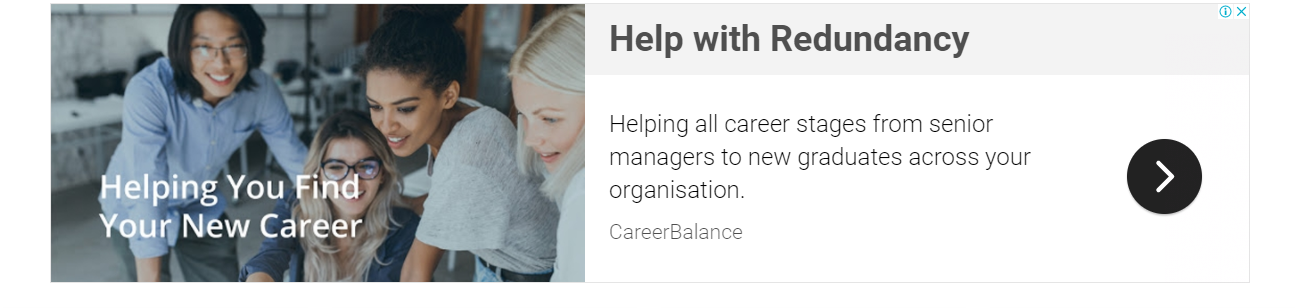 Helping You Find
Your New Career
Help with Redundancy
Helping all career stages from senior
managers to new graduates across your
organisation.
CareerBalance